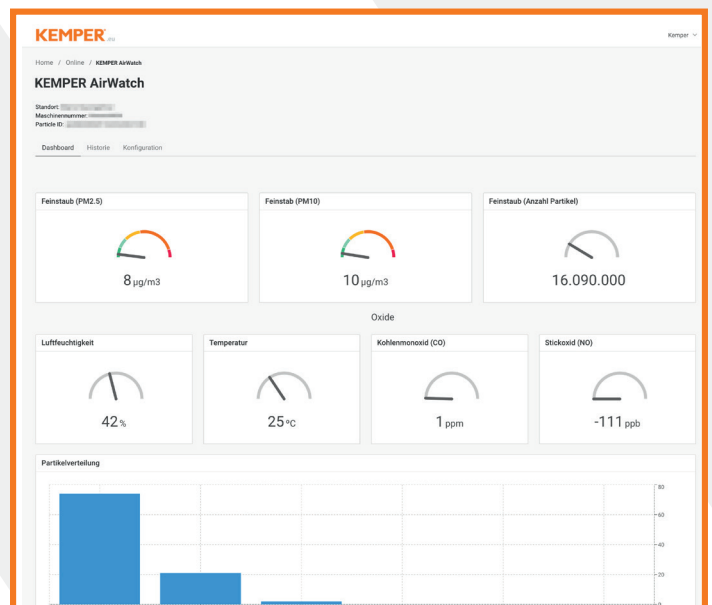 KEMPER
Kemper
Home / Online / KEMPER AirWatch
KEMPER AirWatch
Standort:
Maschinennummer:
Particle ID:
Dashboard Historie Konfiguration
Feinstaub (PM2.5)
Feinstab (PM10)
Feinstaub (Anzahl Partikel)
8 µg/m3
10 µg/m3
16.090.000
Oxide
Luftfeuchtigkeit
Temperatur
Kohlenmonoxid (CO)
Stickoxid (NO)
42 %
25 °C
1 ppm
-111 ppb
Partikelverteilung
80
60
40
20
0